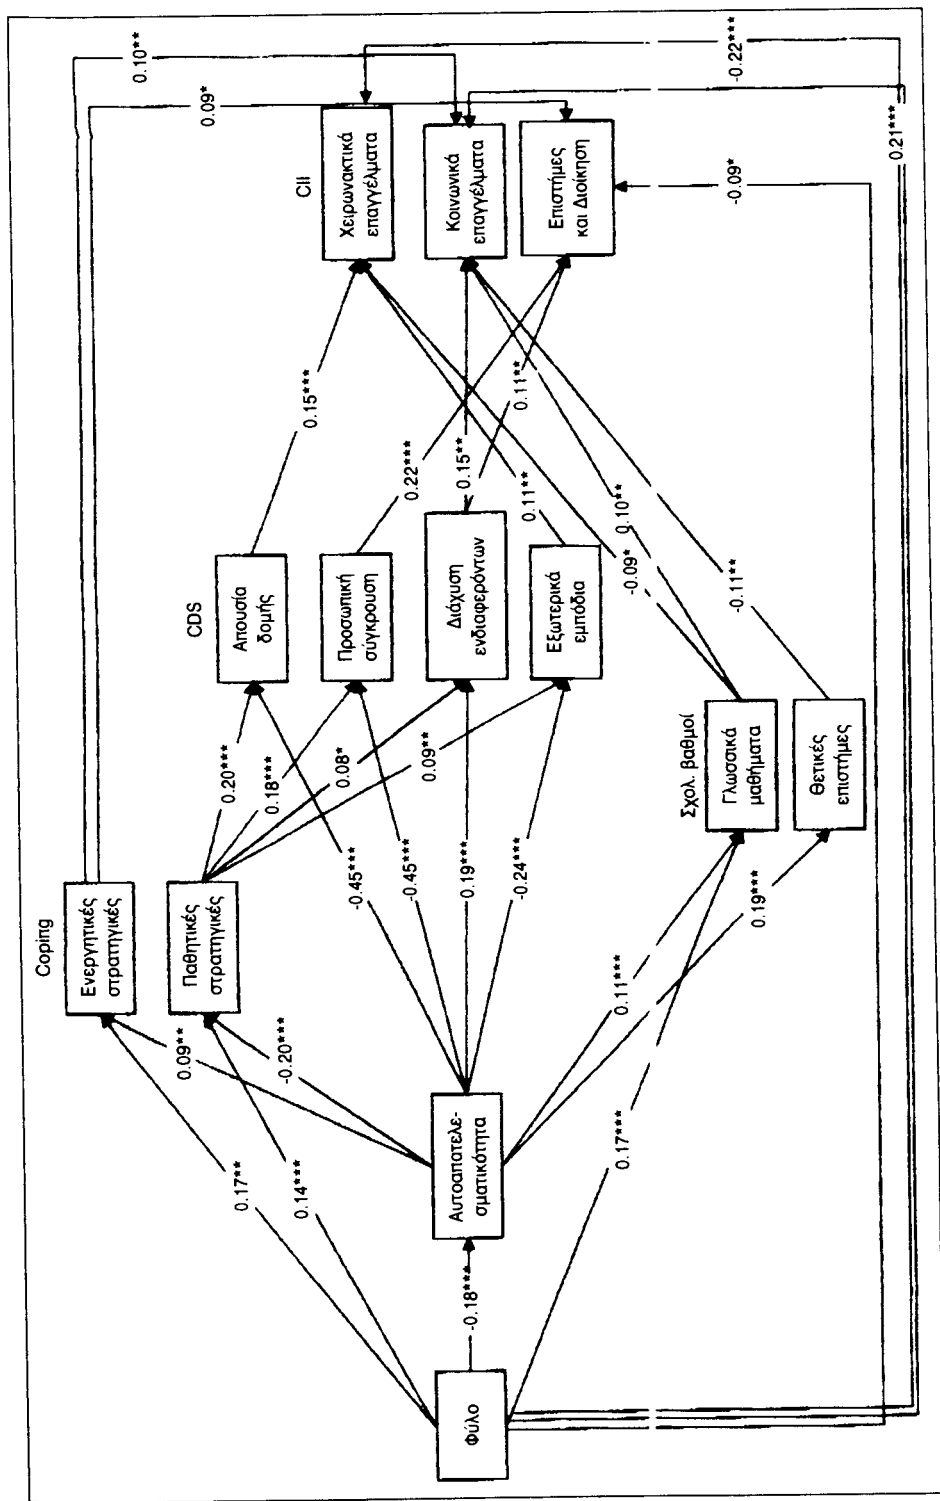 Φύλο
Αυτοαπατελε-
σματικότητα
Coping
Ενεργητικές
στρατηγικές
Παθητικές
στρατηγικές
CDS
Απουσία
δομής
Προσωπική
σύγκρουση
Διάχυση
ενδιαφερόντων
Εξωτερικά
εμπόδια
Σχολ. βαθμοί
Γλωσσικά
μαθήματα
Θετικές
επιστήμες
CII
Χειρωνακτικά
επαγγέλματα
Κοινωνικά
επαγγέλματα
Επιστήμες
και Διοίκηση
0.17**
0.14***
-0.18***
0.17***
0.09**
-0.20***
-0.45***
-0.45***
0.19***
-0.24***
0.11***
0.19***
0.20***
0.18***
0.08*
0.09**
0.15***
0.22***
0.15**
0.11**
0.11**
-0.09*
0.10**
-0.11**
0.10**
0.09*
-0.22***
0.21***
-0.09*